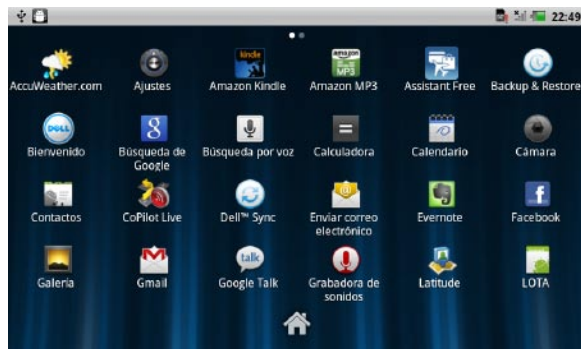 22:49
kindle
amazon
MP3
AccuWeather.com Ajustes Amazon Kindle Amazon MP3 Assistant Free Backup & Restore
DELL
8
Bienvenido Búsqueda de Google Búsqueda por voz Calculadora Calendario Cámara
f
Contactos CoPilot Live Dell™ Sync Enviar correo electrónico Evernote Facebook
talk
Galería Gmail Google Talk Grabadora de sonidos Latitude LOTA